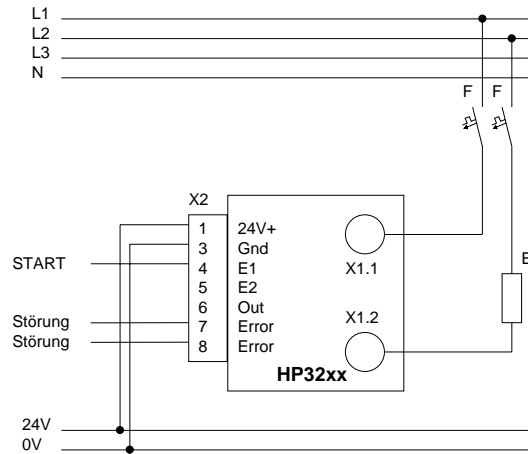 L1
L2
L3
N
F F
X2
1 24V+
3 Gnd
START 4 E1
5 E2
6 Out
Störung 7 Error
Störung 8 Error
X1.1
E
X1.2
HP32xx
24V
0V